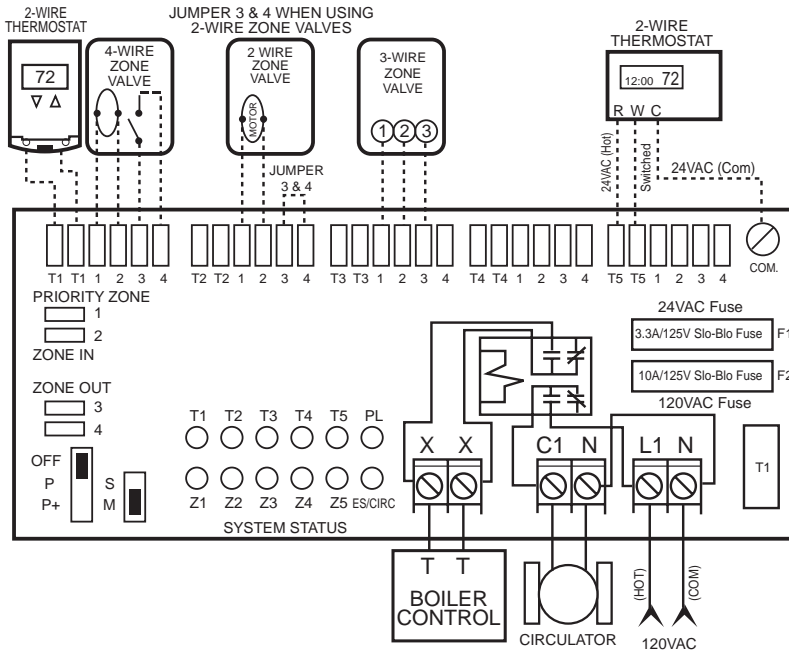 2-WIRE
THERMOSTAT
JUMPER 3 & 4 WHEN USING
2-WIRE ZONE VALVES
2-WIRE
THERMOSTAT
72
4-WIRE
ZONE
VALVE
2 WIRE
ZONE
VALVE
MOTOR
3-WIRE
ZONE
VALVE
1 2 3
12:00 72
R W C
JUMPER
3 & 4
24VAC (Hot)
Switched
24VAC (Com)
T1 T1 1 2 3 4
T2 T2 1 2 3 4
T3 T3 1 2 3 4
T4 T4 1 2 3 4
T5 T5 1 2 3 4
COM.
PRIORITY ZONE
1
2
ZONE IN
ZONE OUT
3
4
24VAC Fuse
3.3A/125V Slo-Blo Fuse F1
10A/125V Slo-Blo Fuse F2
120VAC Fuse
OFF
P
P+
S
M
T1 T2 T3 T4 T5 PL
Z1 Z2 Z3 Z4 Z5 ES/CIRC
SYSTEM STATUS
X X
C1 N
L1 N
T1
T T
BOILER
CONTROL
CIRCULATOR
(HOT)
(COM)
120VAC